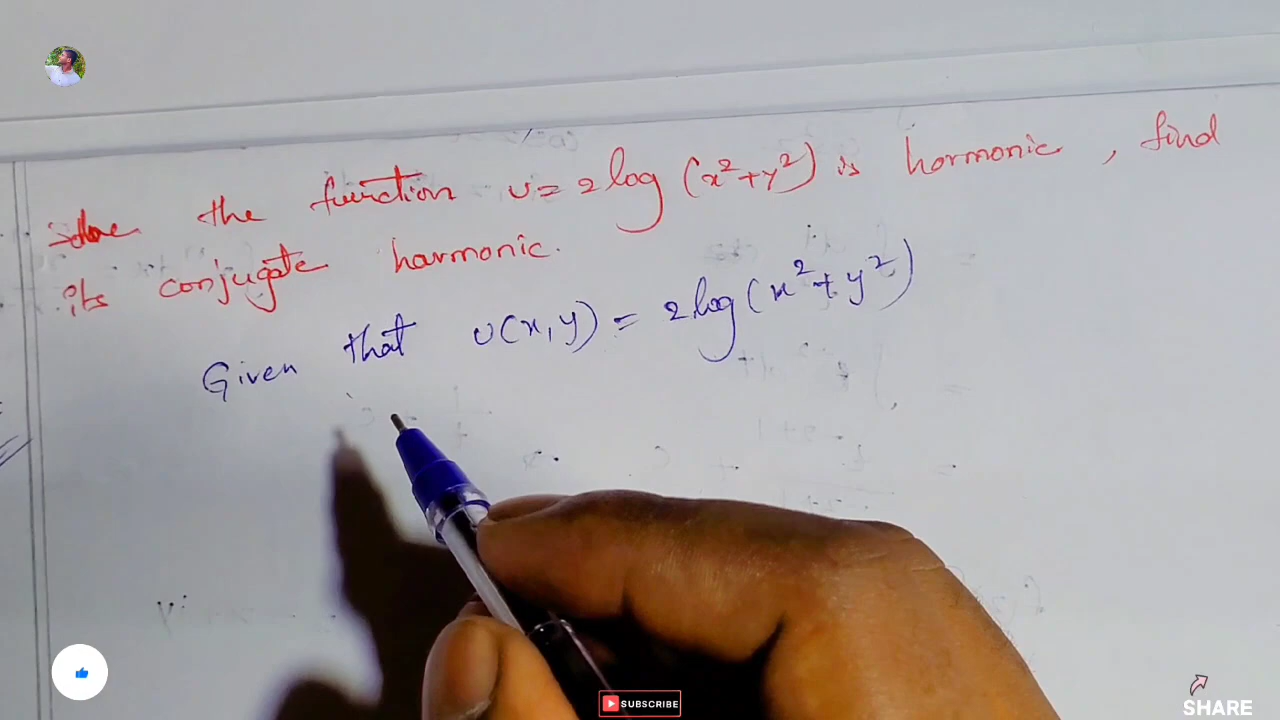 the function u = 2 log (x²+y²) is harmonic, find
its conjugate harmonic.
Given that u(x,y) = 2 log (x²+y²)
SUBSCRIBE
SHARE